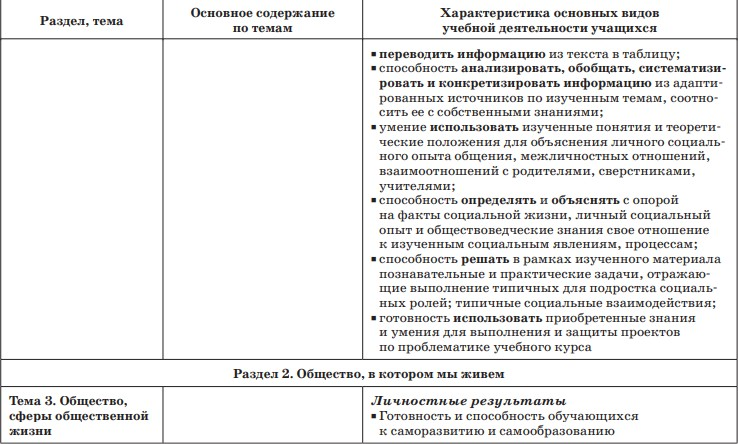 Раздел, тема
Основное содержание
по темам
Характеристика основных видов
учебной деятельности учащихся
▪ переводить информацию из текста в таблицу;
▪ способность анализировать, обобщать, системати­зи-
ровать и конкретизировать информацию из адапти-
рованных источников по изученным темам, соотно-
сить ее с собственными знаниями;
▪ умение использовать изученные понятия и теорети-
ческие положения для объяснения личного социаль-
ного опыта общения, межличностных отношений,
взаимоотношений с родителями, сверстниками,
учителями;
▪ способность определять и объяснять с опорой
на факты социальной жизни, личный социальный
опыт и обществоведческие знания свое отношение
к изученным социальным явлениям, процессам;
▪ способность решать в рамках изученного материала
познавательные и практические задачи, отражаю-
щие выполнение типичных для подростка социаль-
ных ролей; типичные социальные взаимодействия;
▪ готовность использовать приобретенные знания
и умения для выполнения и защиты проектов
по проблематике учебного курса
Раздел 2. Общество, в котором мы живем
Тема 3. Общество,
сферы общественной
жизни
Личностные результаты
▪ Готовность и способность обучающихся
к саморазвитию и самообразованию